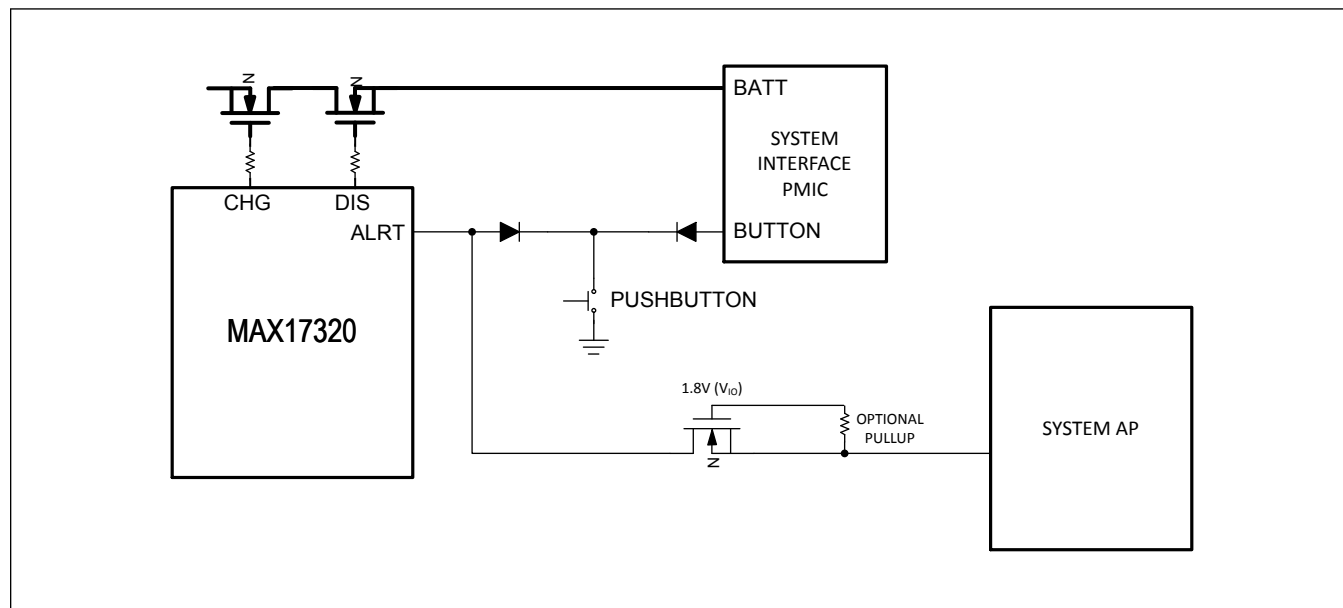 N
N
BATT
SYSTEM
INTERFACE
PMIC
CHG
DIS
ALRT
BUTTON
PUSHBUTTON
MAX17320
1.8V (VIO)
OPTIONAL
PULLUP
N
SYSTEM AP